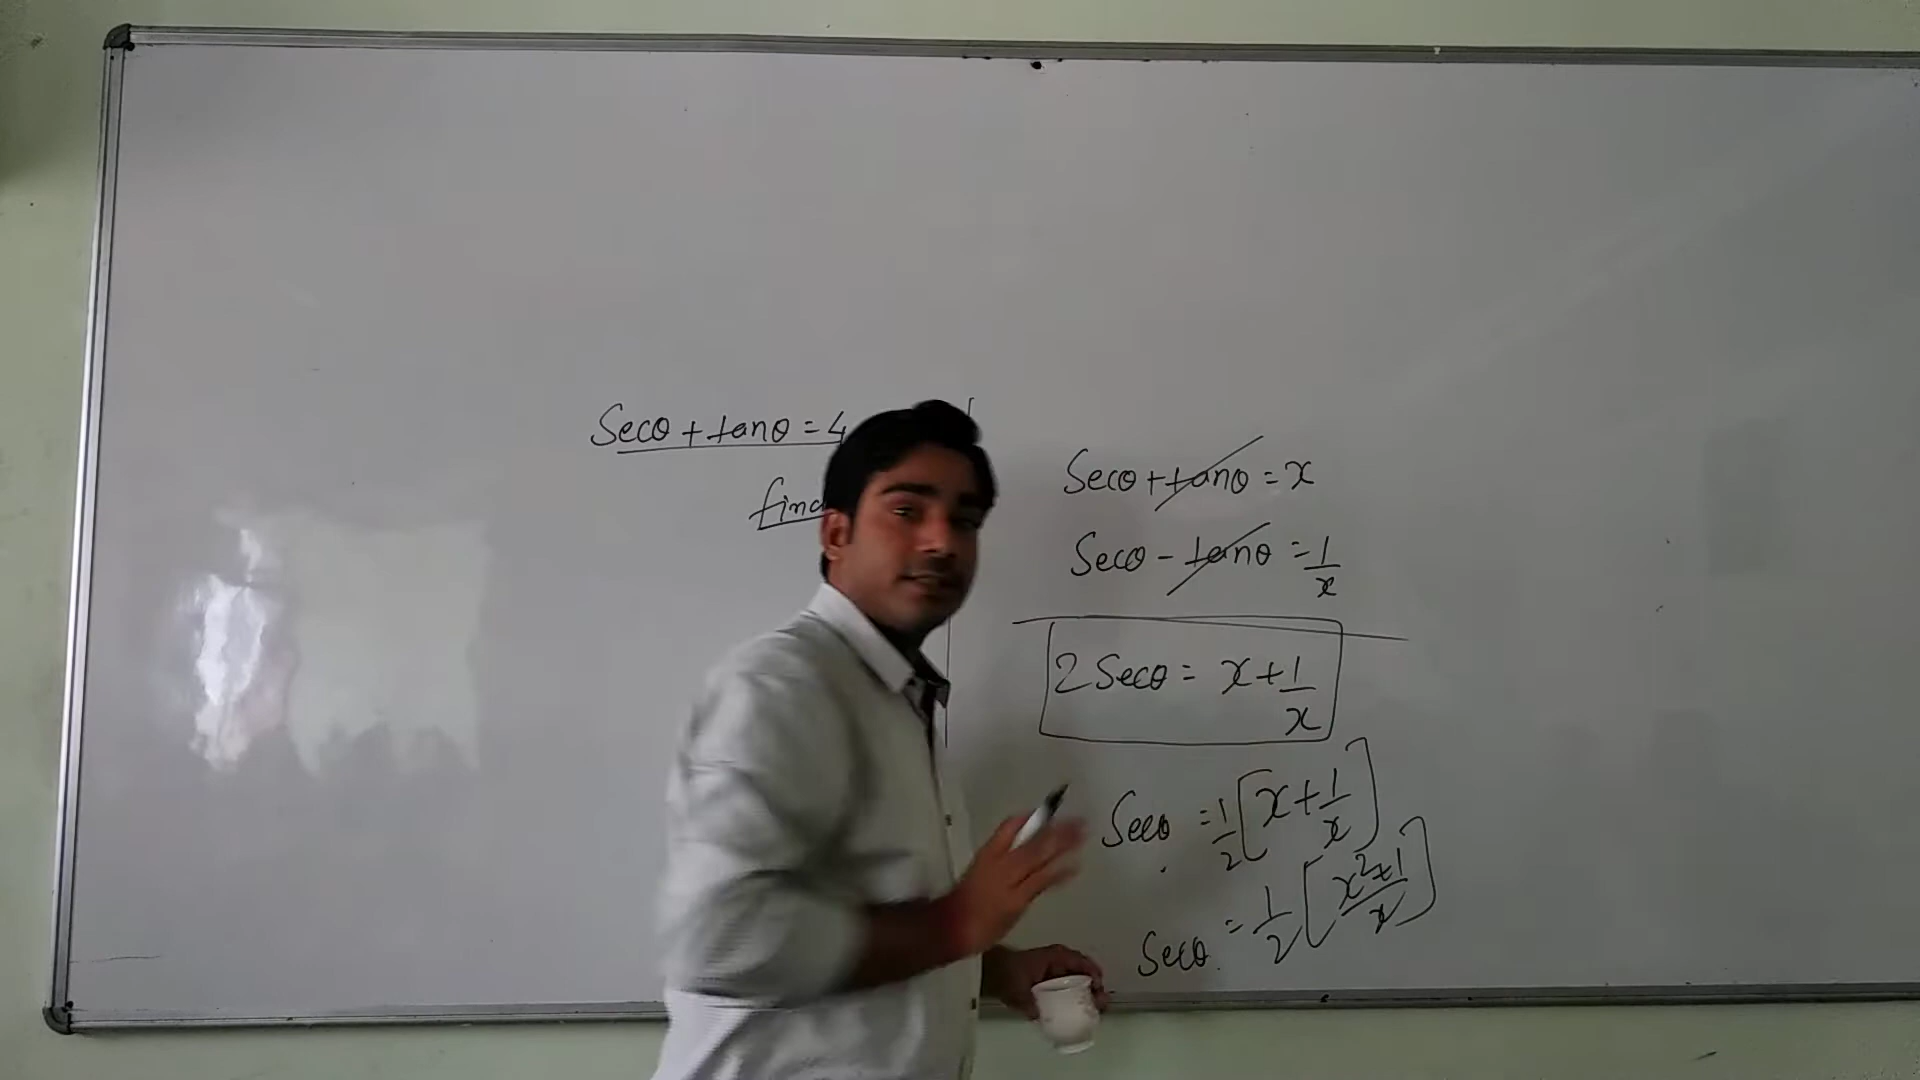 Secθ + tanθ = 4
find
Secθ + tanθ = x
Secθ - tanθ = 1/x
2 Secθ = x + 1/x
Secθ = 1/2 [x + 1/x]
Secθ = 1/2 [x²+1/x]